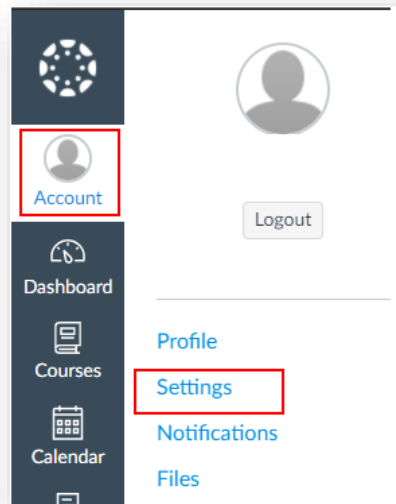 Account
Dashboard
Courses
Calendar
Logout
Profile
Settings
Notifications
Files